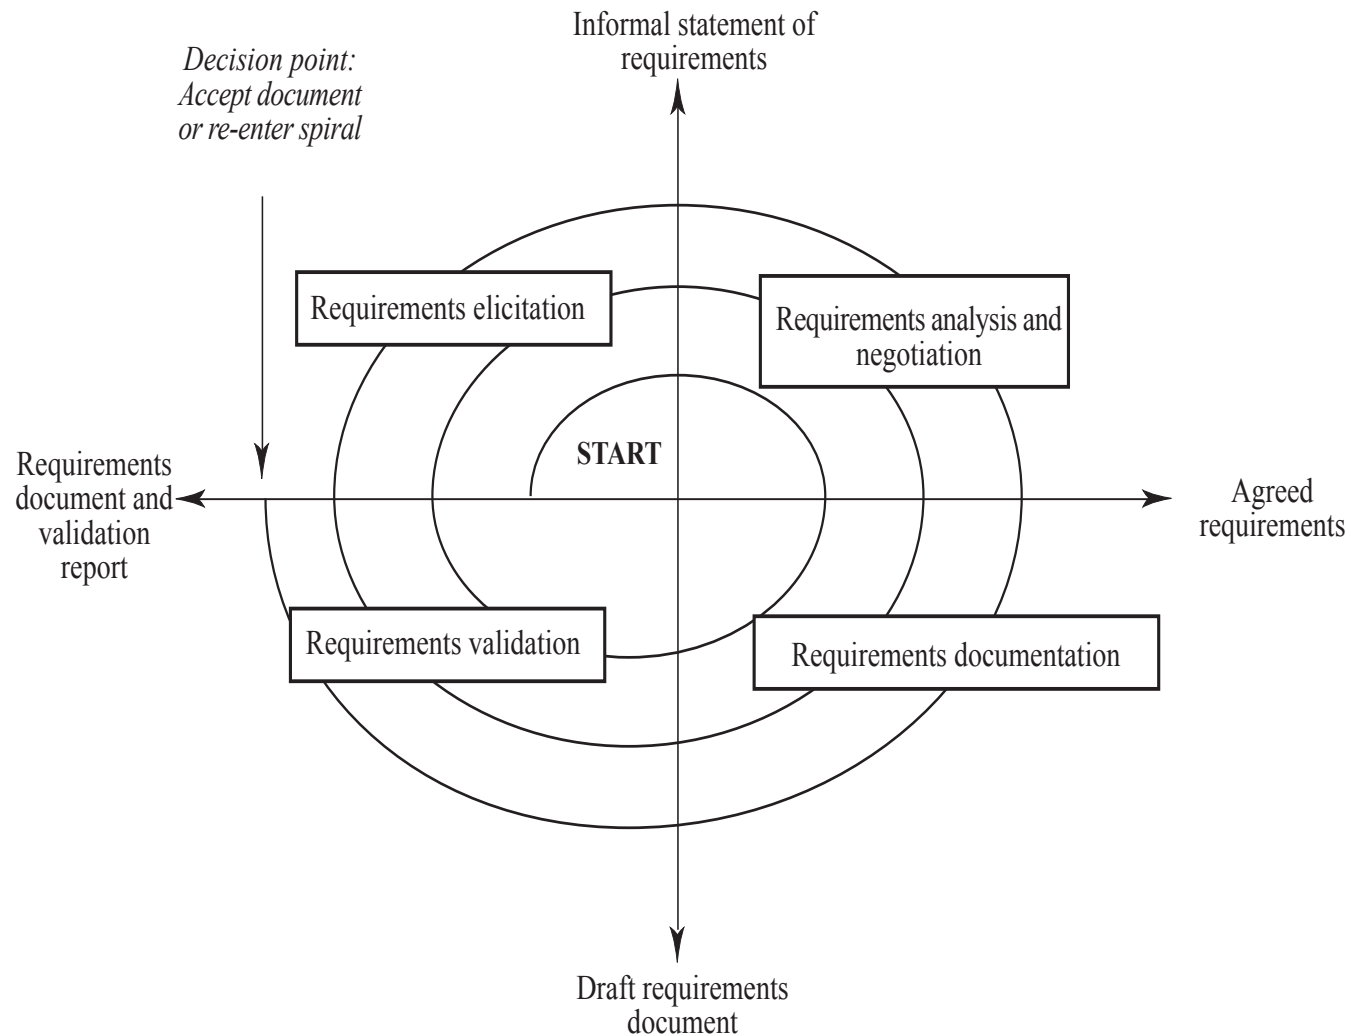 Informal statement of
requirements
Decision point:
Accept document
or re-enter spiral
Requirements elicitation
Requirements analysis and
negotiation
START
Requirements
document and
validation
report
Agreed
requirements
Requirements validation
Requirements documentation
Draft requirements
document